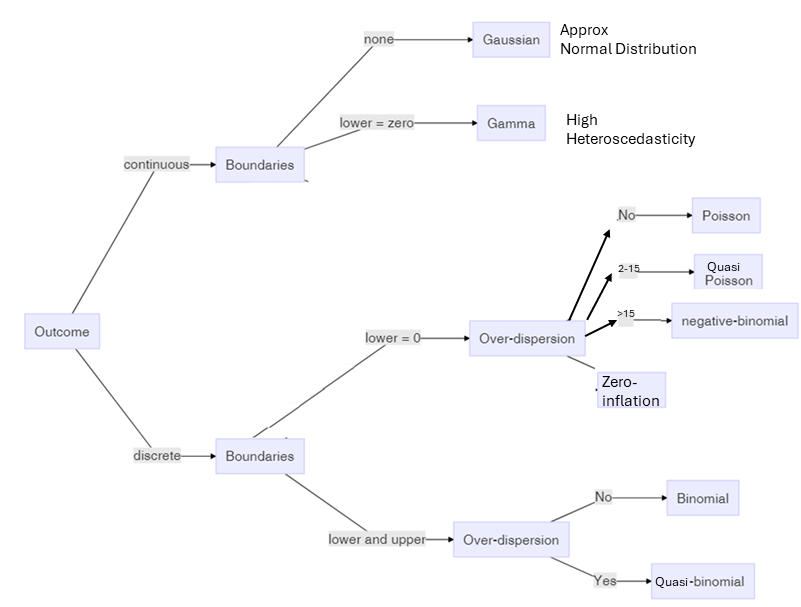 none
Gaussian
Approx
Normal Distribution
lower = zero
Gamma
High
Heteroscedasticity
continuous
Boundaries
No
Poisson
2-15
Quasi
Poisson
>15
negative-binomial
Outcome
lower = 0
Over-dispersion
Zero-
inflation
discrete
Boundaries
No
Binomial
lower and upper
Over-dispersion
Yes
Quasi-binomial